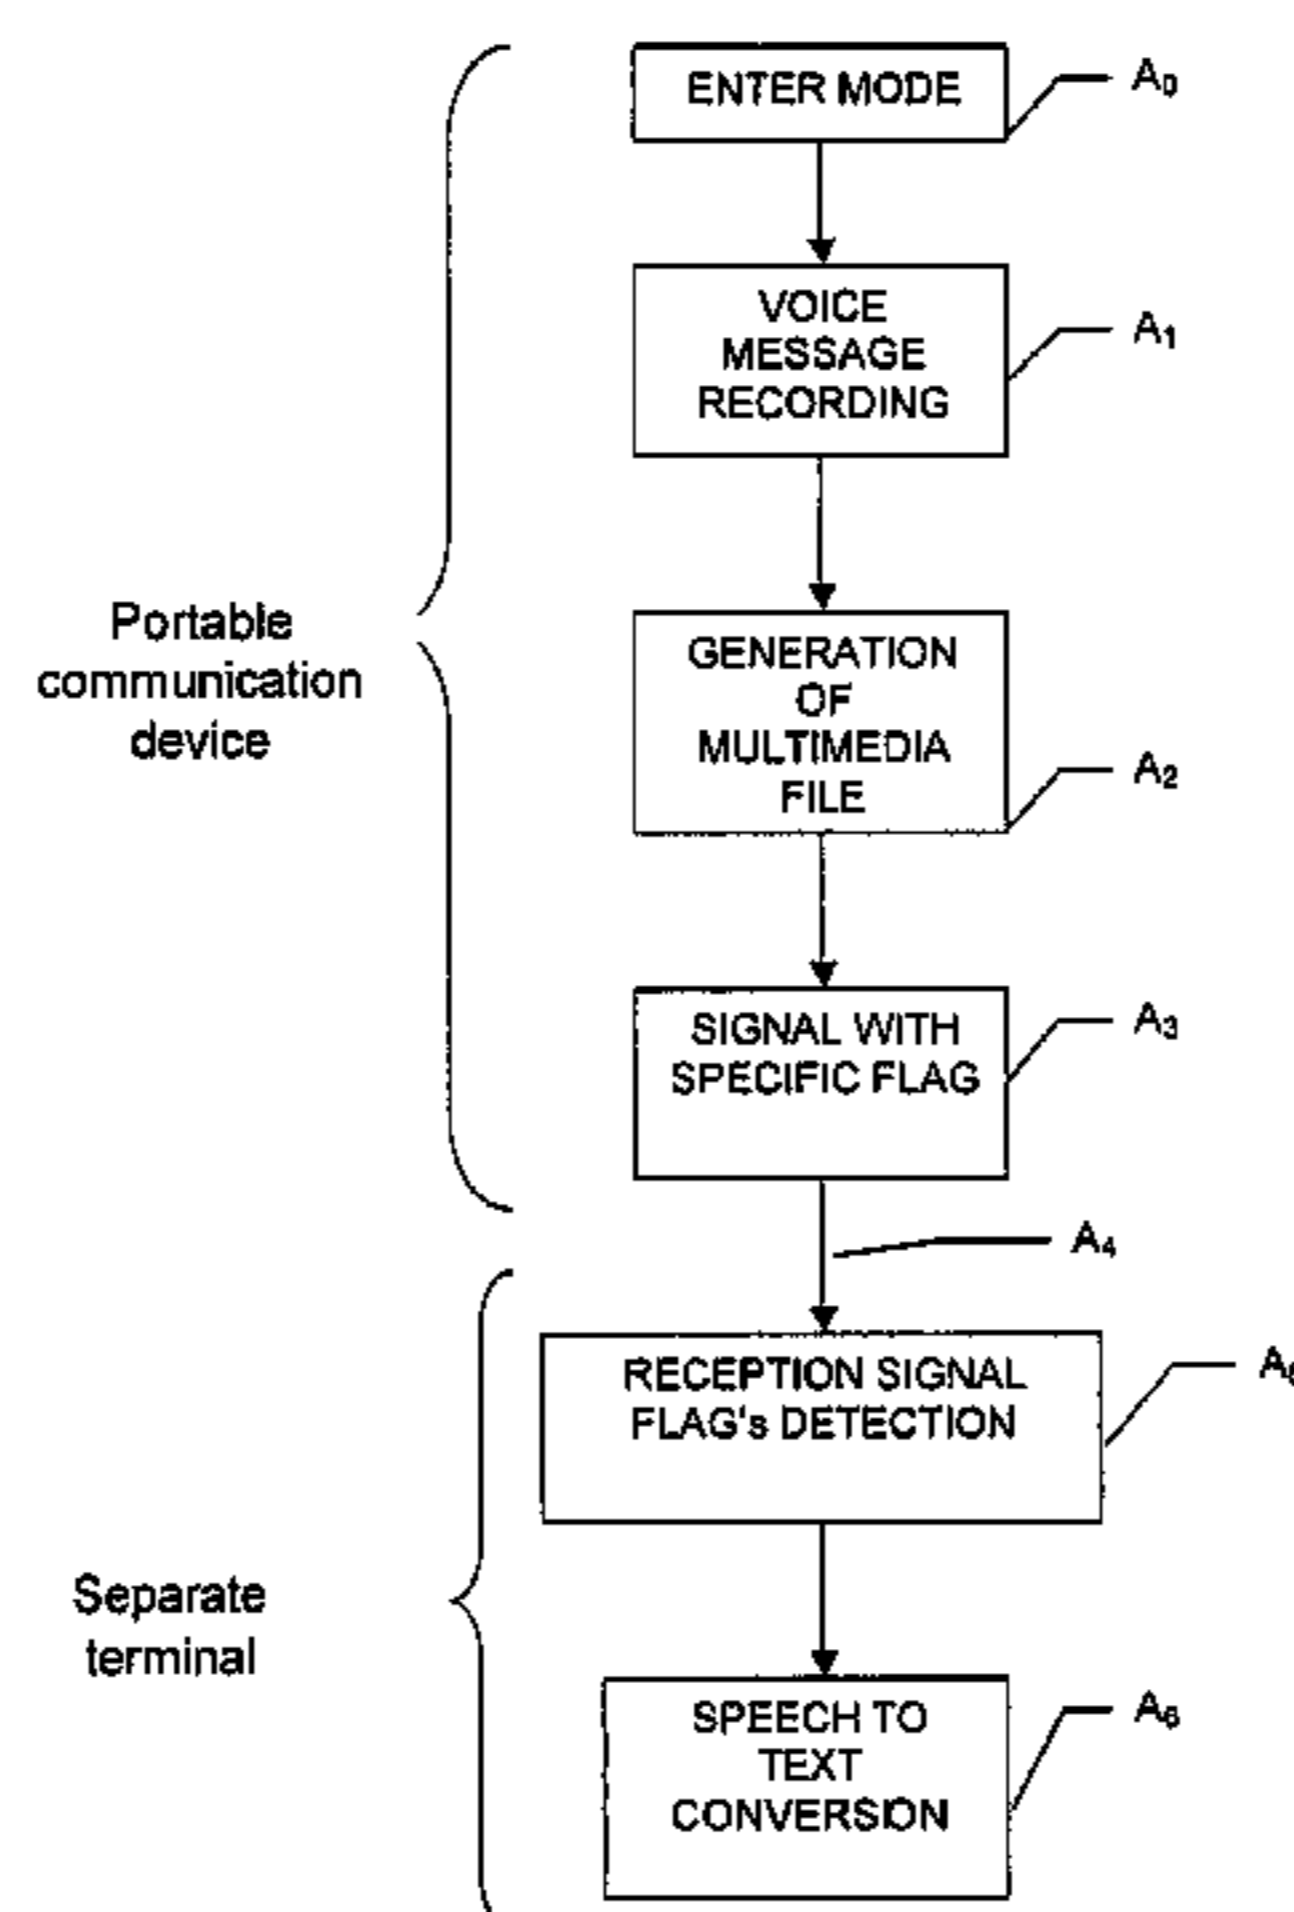 ENTER MODE
A0
VOICE
MESSAGE
RECORDING
A1
Portable
communication
device
GENERATION
OF
MULTIMEDIA
FILE
A2
SIGNAL WITH
SPECIFIC FLAG
A3
A4
RECEPTION SIGNAL
FLAG's DETECTION
Separate
terminal
SPEECH TO
TEXT
CONVERSION
A6